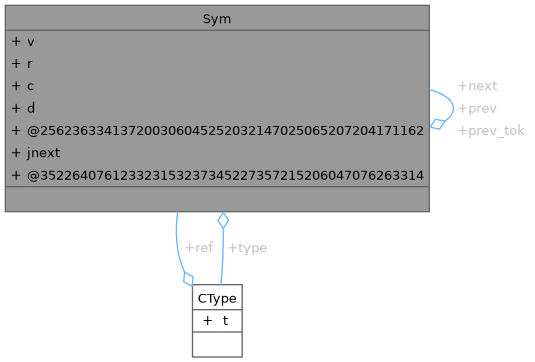 Sym
+ v
+ r
+ c
+ d
+ @256236334137200306045252032147025065207204171162
+ jnext
+ @352264076123323153237345227357215206047076263314
+next
+prev
+prev_tok
+ref
+type
CType
+ t